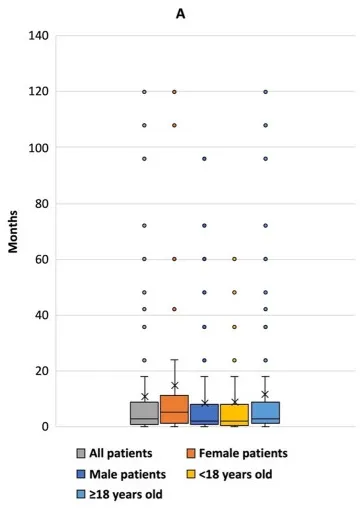 A
140
120
100
80
60
40
20
0
Months
All patients
Female patients
Male patients
<18 years old
≥18 years old